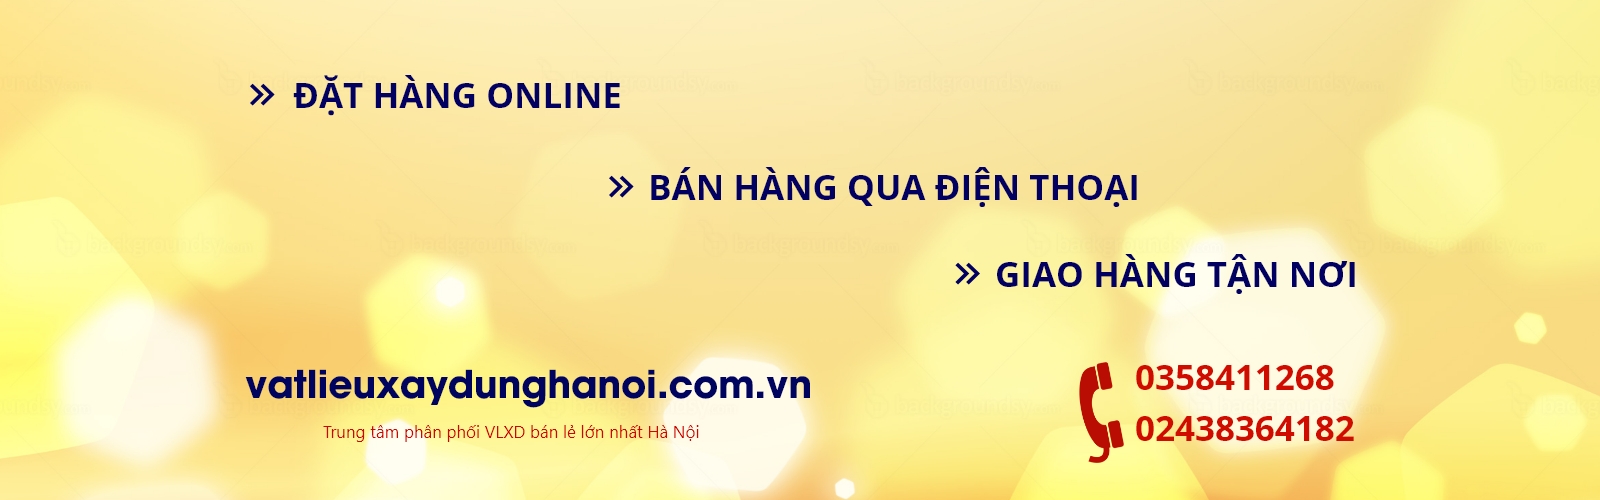 » ĐẶT HÀNG ONLINE
» BÁN HÀNG QUA ĐIỆN THOẠI
» GIAO HÀNG TẬN NƠI
vatlieuxaydunghanoi.com.vn
Trung tâm phân phối VLXD bán lẻ lớn nhất Hà Nội
0358411268
02438364182